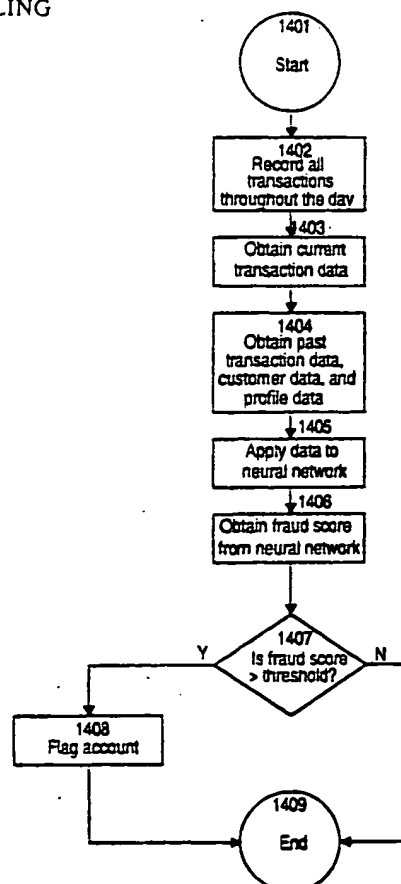 LING
1401
Start
1402
Record all
transactions
throughout the day
1403
Obtain current
transaction data
1404
Obtain past
transaction data,
customer data, and
profile data
1405
Apply data to
neural network
1406
Obtain fraud score
from neural network
1407
Y
N
Is fraud score
> threshold?
1408
Flag account
1409
End